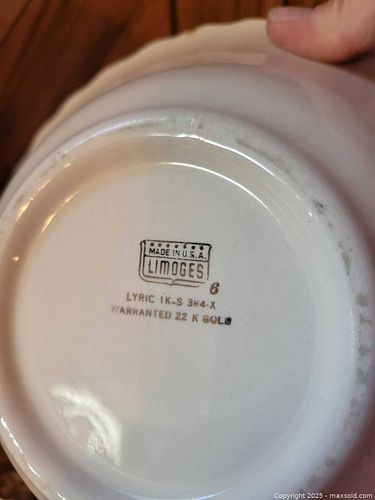 MADE IN U.S.A.
LIMOGES
6
LYRIC 1K-S 384-X
WARRANTED 22 K GOLD
Copyright © 2025 - maxsold.com